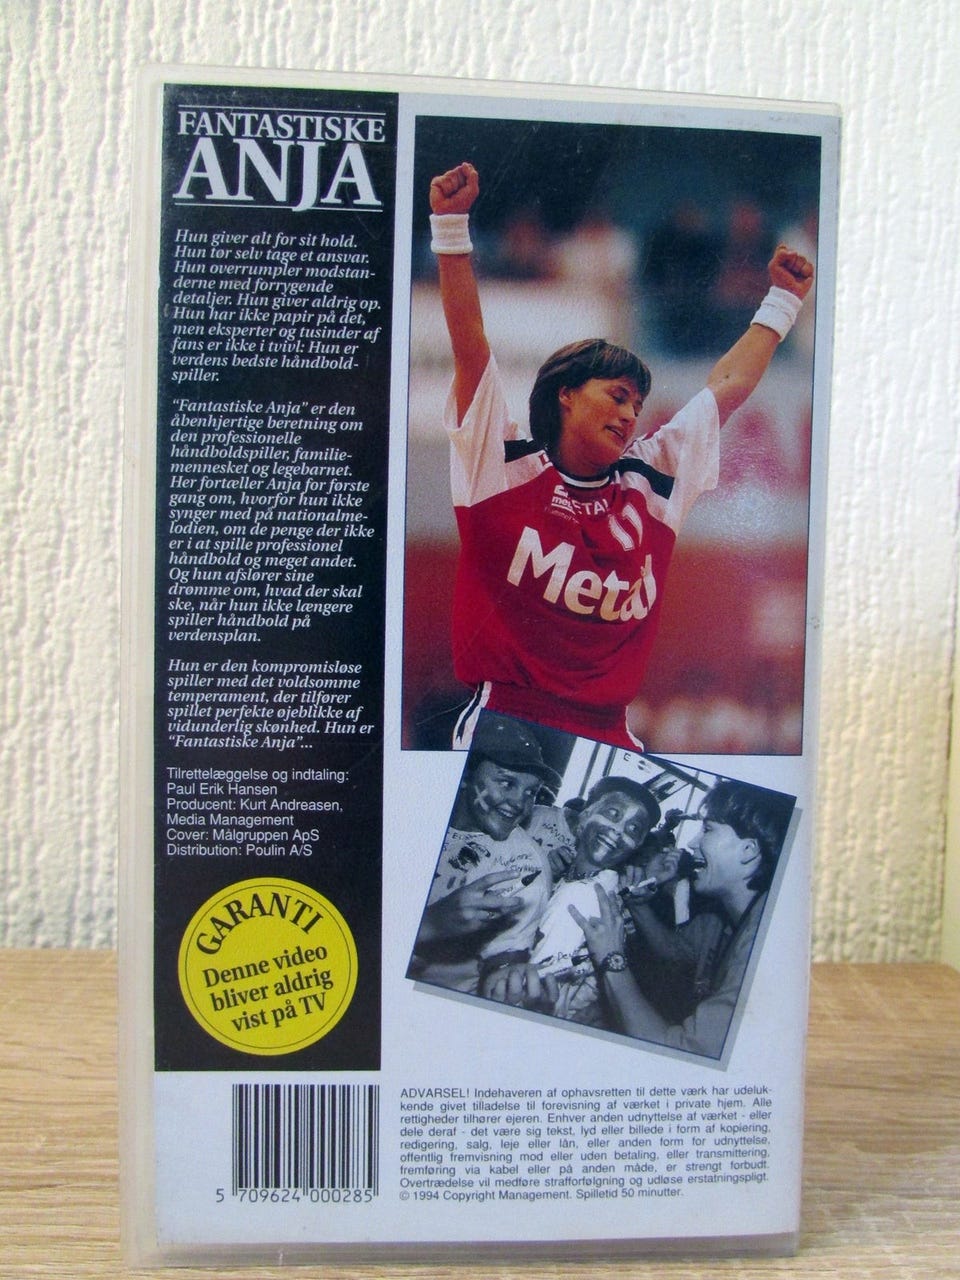 FANTASTISKE
ANJA
Hun giver alt for sit hold.
Hun tør selv tage et ansvar.
Hun overrumpler modstan-
derne med forrygende
detaljer. Hun giver aldrig op.
Hun har ikke papir på det,
men eksperter og tusinder af
fans er ikke i tvivl: Hun er
verdens bedste håndbold-
spiller.
"Fantastiske Anja" er den
åbenhjertige beretning om
den professionelle
håndboldspiller, familie-
mennesket og legebarnet.
Her fortæller Anja for første
gang om, hvorfor hun ikke
synger med på nationalme-
lodien, om de penge der ikke
er i at spille professionel
håndbold og meget andet.
Og hun afslører sine
drømme om, hvad der skal
ske, når hun ikke længere
spiller håndbold på
verdensplan.
Hun er den kompromisløse
spiller med det voldsomme
temperament, der tilfører
spillet perfekte øjeblikke af
vidunderlig skønhed. Hun er
"Fantastiske Anja"...
Tilrettelæggelse og indtaling:
Paul Erik Hansen
Producent: Kurt Andreasen,
Media Management
Cover: Målgruppen ApS
Distribution: Poulin A/S
GARANTI
Denne video
bliver aldrig
vist på TV
5 709624 000285
METAL
11
Metal
ADVARSEL! Indehaveren af ophavsretten til dette værk har udeluk-
kende givet tilladelse til forevisning af værket i private hjem. Alle
rettigheder tilhører ejeren. Enhver anden udnyttelse af værket - eller
dele deraf - det være sig tekst, lyd eller billede i form af kopiering,
redigering, salg, leje eller lån, eller anden form for udnyttelse,
offentlig fremvisning mod eller uden betaling, eller transmittering,
fremføring via kabel eller på anden måde, er strengt forbudt.
Overtrædelse vil medføre strafforfølgning og udløse erstatningspligt.
© 1994 Copyright Management. Spilletid 50 minutter.